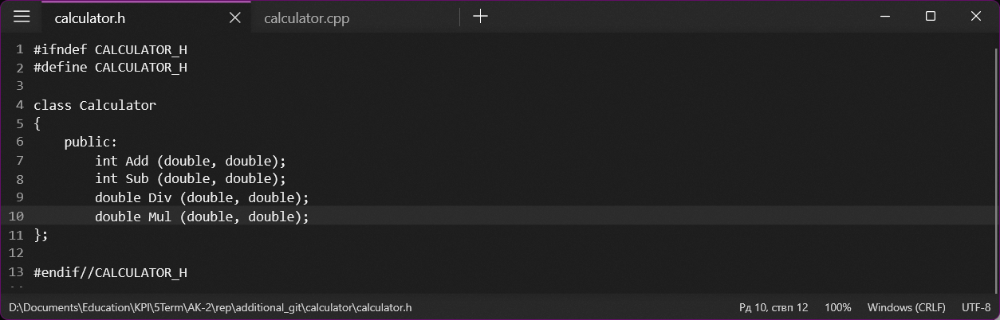 calculator.h calculator.cpp
1 #ifndef CALCULATOR_H
2 #define CALCULATOR_H
3
4 class Calculator
5 {
6     public:
7         int Add (double, double);
8         int Sub (double, double);
9         double Div (double, double);
10         double Mul (double, double);
11 };
12
13 #endif//CALCULATOR_H
D:\Documents\Education\KPI\5Term\AK-2\rep\additional_git\calculator\calculator.h Рд 10, ствп 12 100% Windows (CRLF) UTF-8